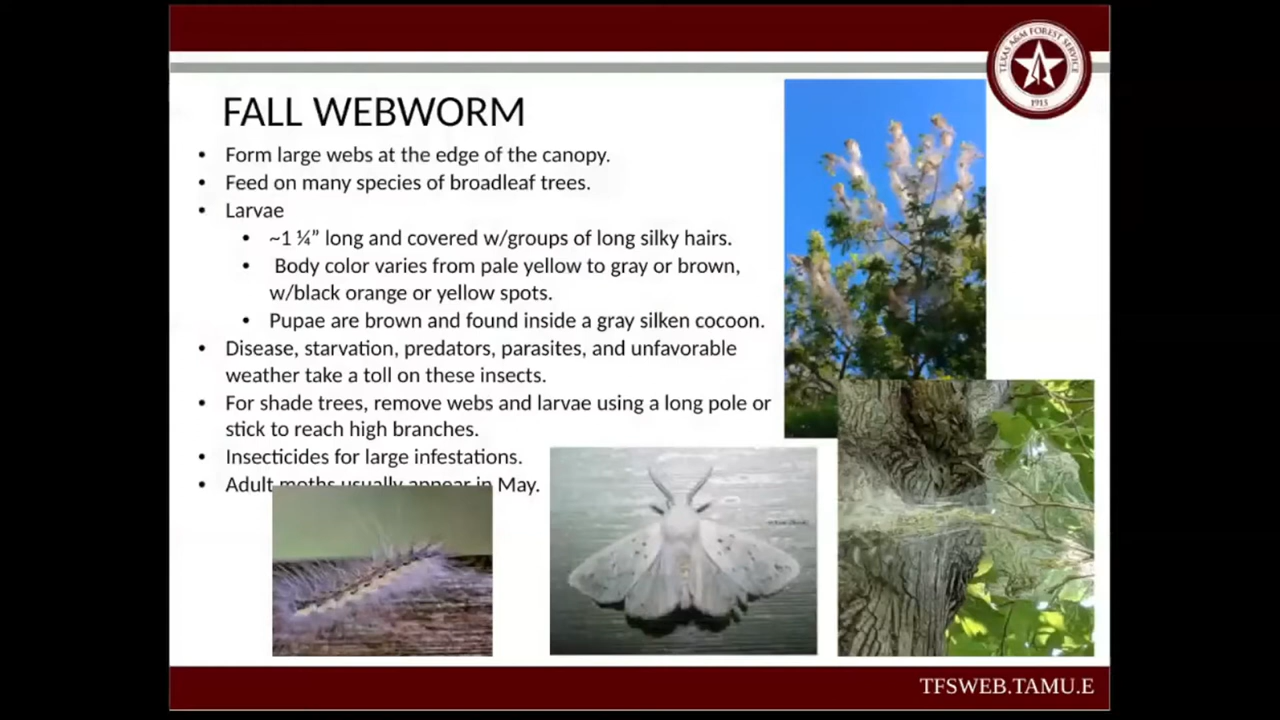 TEXAS A&M FOREST SERVICE
1915
FALL WEBWORM
• Form large webs at the edge of the canopy.
• Feed on many species of broadleaf trees.
• Larvae
• ~1 ¼” long and covered w/groups of long silky hairs.
• Body color varies from pale yellow to gray or brown,
w/black orange or yellow spots.
• Pupae are brown and found inside a gray silken cocoon.
• Disease, starvation, predators, parasites, and unfavorable
weather take a toll on these insects.
• For shade trees, remove webs and larvae using a long pole or
stick to reach high branches.
• Insecticides for large infestations.
• Adult moths usually appear in May.
TFSWEB.TAMU.E